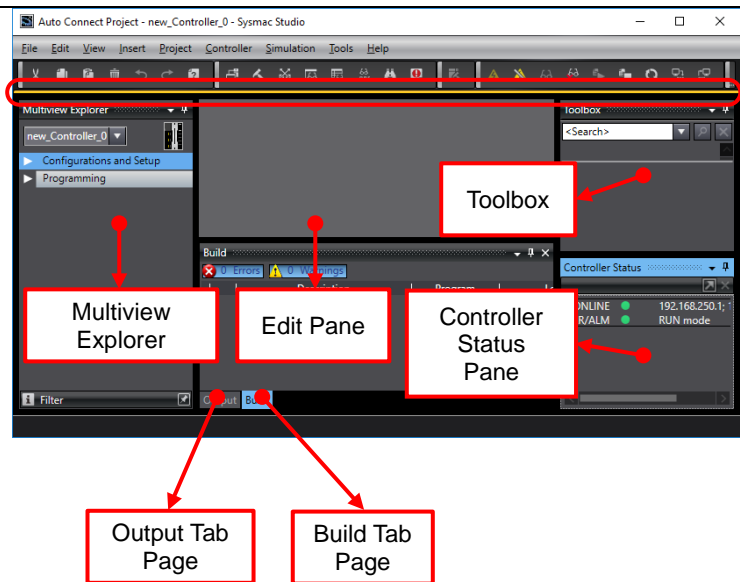 Auto Connect Project - new_Controller_0 - Sysmac Studio
File Edit View Insert Project Controller Simulation Tools Help
Multiview Explorer
new_Controller_0
Configurations and Setup
Programming
Toolbox
<Search>
Toolbox
Build
0 Errors 0 Warnings
Description Program
Controller Status
ONLINE 192.168.250.1;
R/ALM RUN mode
Multiview
Explorer
Edit Pane
Controller
Status
Pane
Filter
Output
Output Tab
Page
Build Tab
Page